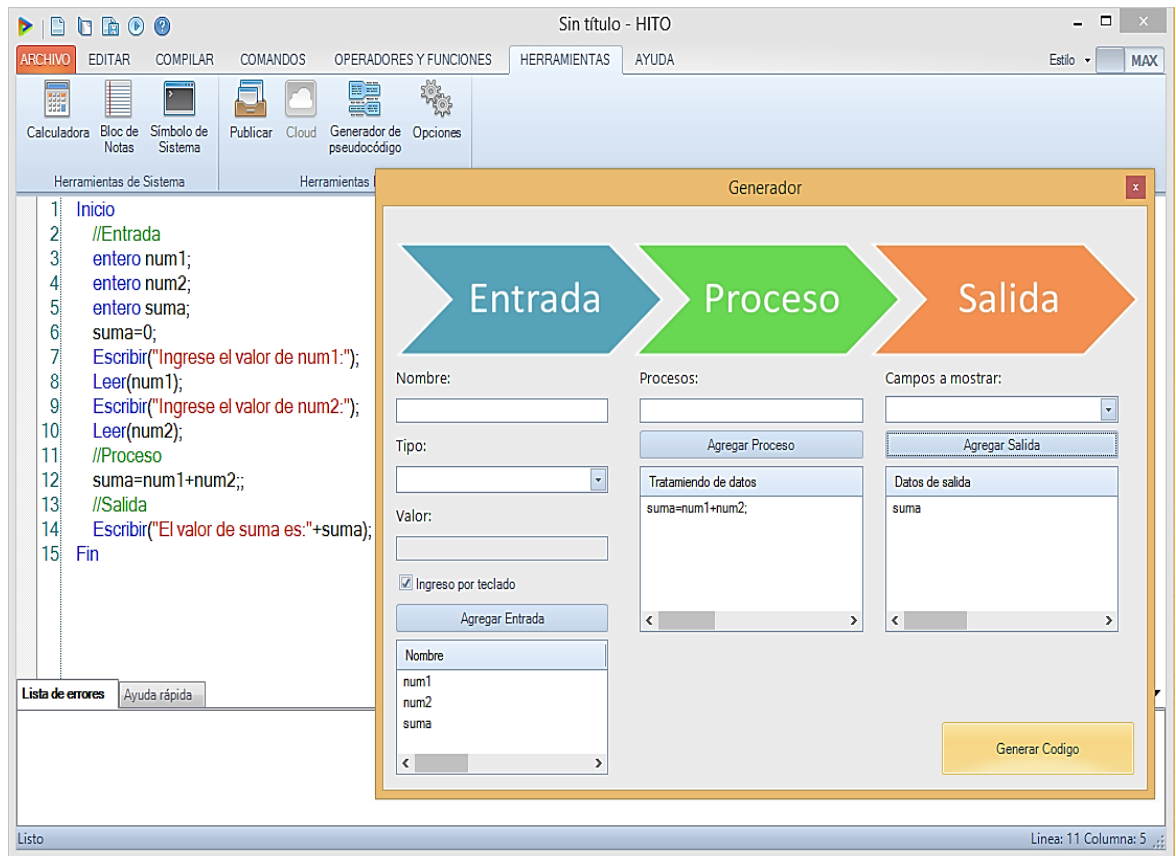 Sin título - HITO
ARCHIVO EDITAR COMPILAR COMANDOS OPERADORES Y FUNCIONES HERRAMIENTAS AYUDA Estilo MAX
Calculadora Bloc de Notas Símbolo de Sistema Publicar Cloud Generador de pseudocódigo Opciones
Herramientas de Sistema Herramientas
1 Inicio
2 //Entrada
3 entero num1;
4 entero num2;
5 entero suma;
6 suma=0;
7 Escribir("Ingrese el valor de num1:");
8 Leer(num1);
9 Escribir("Ingrese el valor de num2:");
10 Leer(num2);
11 //Proceso
12 suma=num1+num2;;
13 //Salida
14 Escribir("El valor de suma es:"+suma);
15 Fin
Lista de errores Ayuda rápida
Generador
Entrada Proceso Salida
Nombre:
Tipo:
Valor:
Ingreso por teclado
Agregar Entrada
Nombre
num1
num2
suma
Procesos:
Agregar Proceso
Tratamiendo de datos
suma=num1+num2;
Campos a mostrar:
Agregar Salida
Datos de salida
suma
Generar Codigo
Listo Linea: 11 Columna: 5